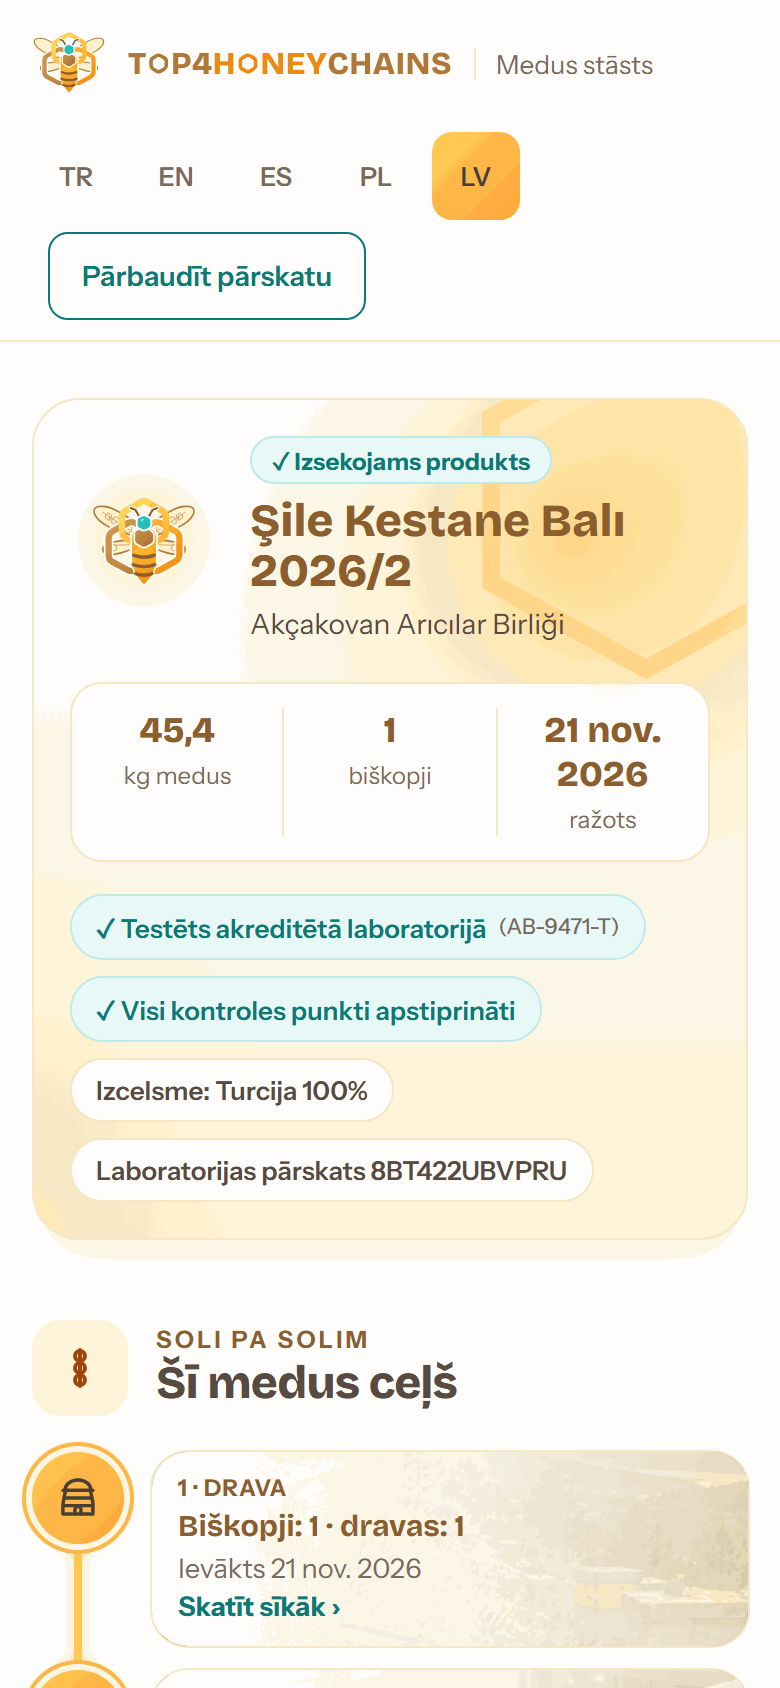 TOP4HONEYCHAINS
Medus stāsts
TR EN ES PL LV
Pārbaudīt pārskatu
✓ Izsekojams produkts
Şile Kestane Balı
2026/2
Akçakovan Arıcılar Birliği
45,4
kg medus
1
biškopji
21 nov.
2026
ražots
✓ Testēts akreditētā laboratorijā (AB-9471-T)
✓ Visi kontroles punkti apstiprināti
Izcelsme: Turcija 100%
Laboratorijas pārskats 8BT422UBVPRU
SOLI PA SOLIM
Šī medus ceļš
1 · DRAVA
Biškopji: 1 · dravas: 1
Ievākts 21 nov. 2026
Skatīt sīkāk ›